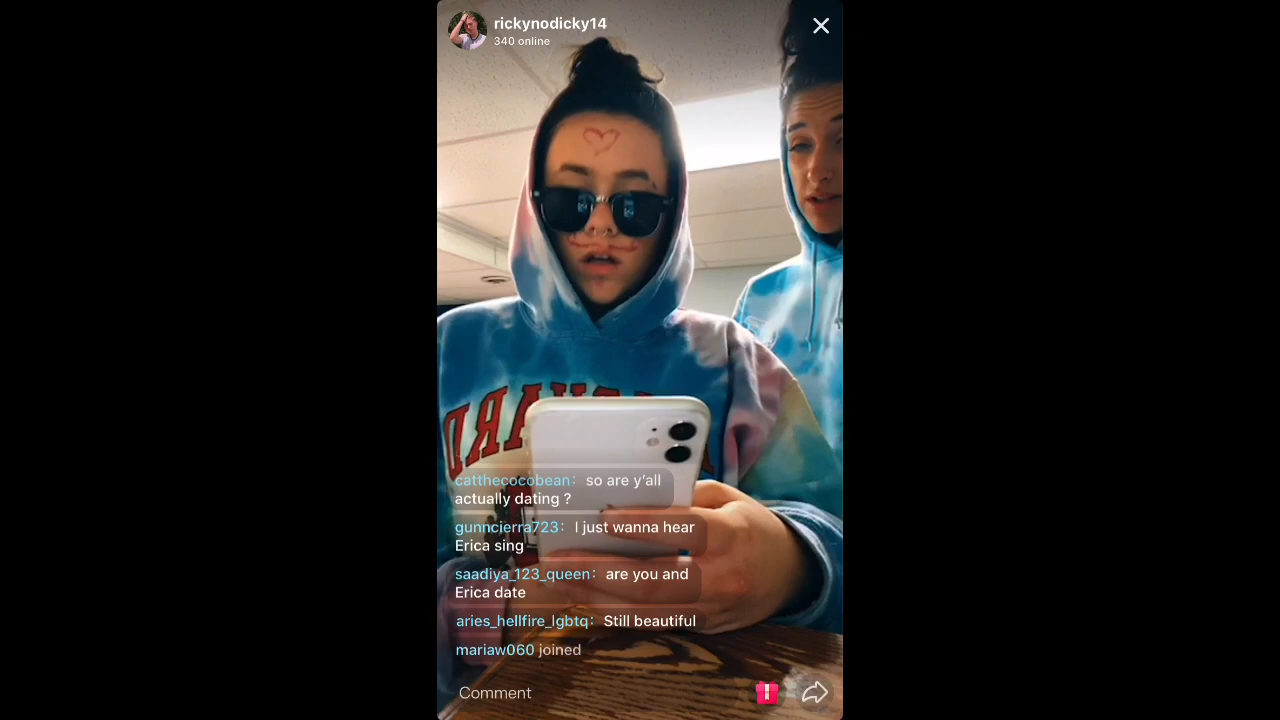 rickynodicky14
340 online
catthecocobean: so are y'all
actually dating ?
gunncierra723: I just wanna hear
Erica sing
saadiya_123_queen: are you and
Erica date
aries_hellfire_lgbtq: Still beautiful
mariaw060 joined
Comment